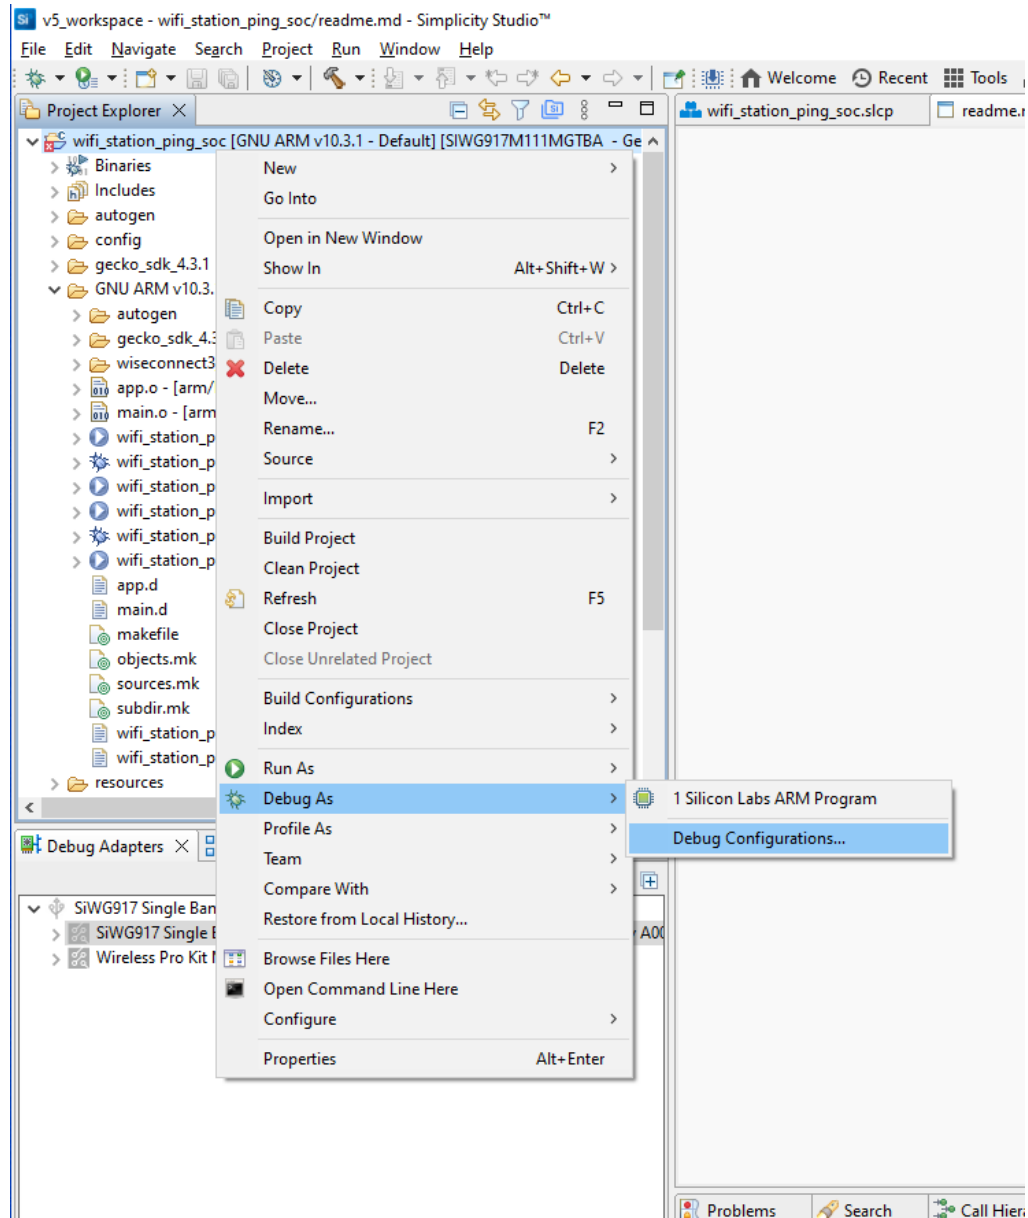 v5_workspace - wifi_station_ping_soc/readme.md - Simplicity Studio™
File Edit Navigate Search Project Run Window Help
Welcome Recent Tools
Project Explorer
wifi_station_ping_soc.slcp
readme.
wifi_station_ping_soc [GNU ARM v10.3.1 - Default] [SIWG917M111MGTBA - Ge
Binaries
Includes
autogen
config
gecko_sdk_4.3.1
GNU ARM v10.3.
autogen
gecko_sdk_4.3
wiseconnect3
app.o - [arm/
main.o - [arm
wifi_station_p
wifi_station_p
wifi_station_p
wifi_station_p
wifi_station_p
wifi_station_p
app.d
main.d
makefile
objects.mk
sources.mk
subdir.mk
wifi_station_p
wifi_station_p
resources
New
Go Into
Open in New Window
Show In Alt+Shift+W >
Copy Ctrl+C
Paste Ctrl+V
Delete Delete
Move...
Rename... F2
Source
Import
Build Project
Clean Project
Refresh F5
Close Project
Close Unrelated Project
Build Configurations
Index
Run As
Debug As
Profile As
Team
Compare With
Restore from Local History...
Browse Files Here
Open Command Line Here
Configure
Properties Alt+Enter
1 Silicon Labs ARM Program
Debug Configurations...
Debug Adapters
SiWG917 Single Ban
SiWG917 Single A00
Wireless Pro Kit
Problems
Search
Call Hier